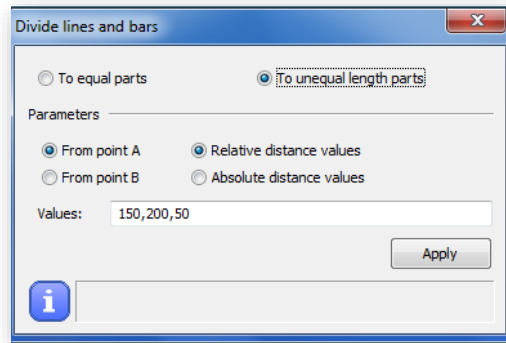 Divide lines and bars
To equal parts To unequal length parts
Parameters
From point A Relative distance values
From point B Absolute distance values
Values: 150,200,50
Apply